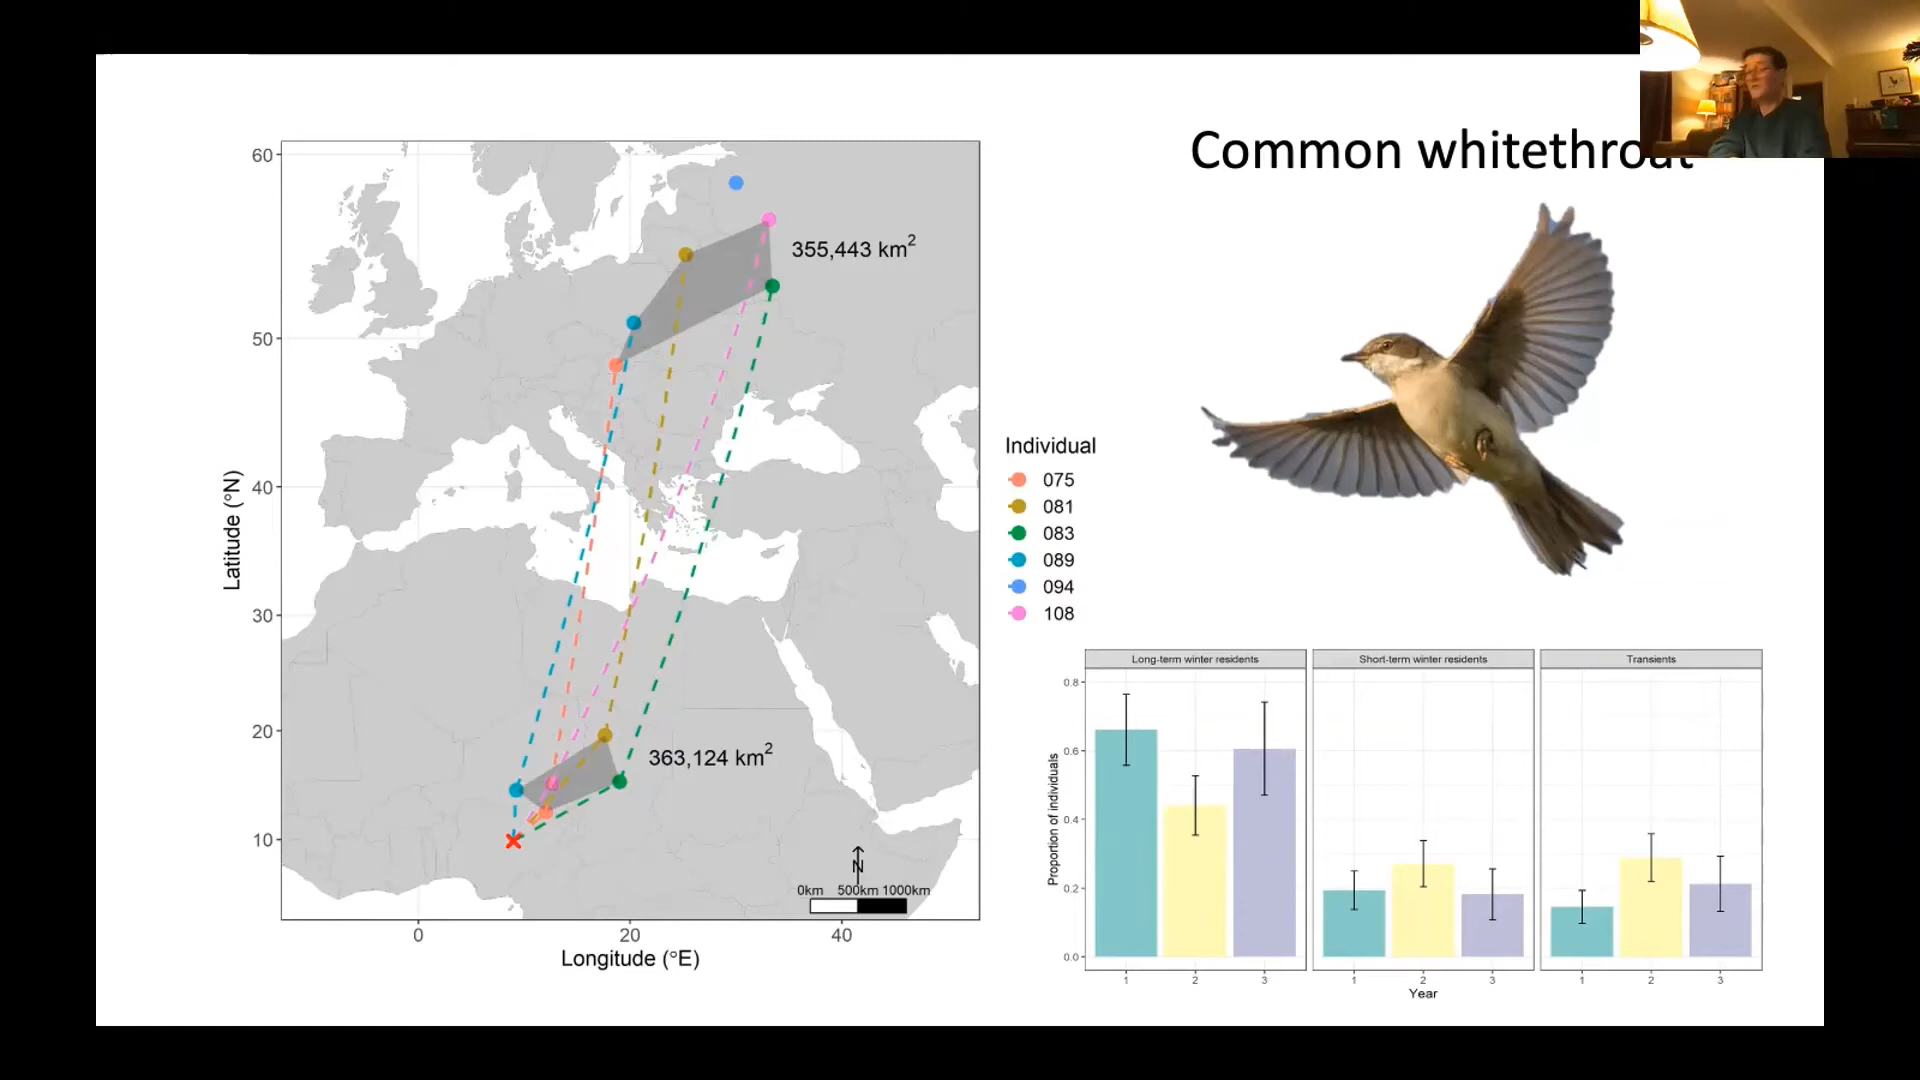 Common whitethroat
60
50
40
30
20
10
Latitude (°N)
355,443 km²
363,124 km²
N
0km 500km 1000km
0 20 40
Longitude (°E)
Individual
075
081
083
089
094
108
Long-term winter residents
Short-term winter residents
Transients
0.8
0.6
0.4
0.2
0.0
Proportion of individuals
1 2 3 1 2 3 1 2 3
Year